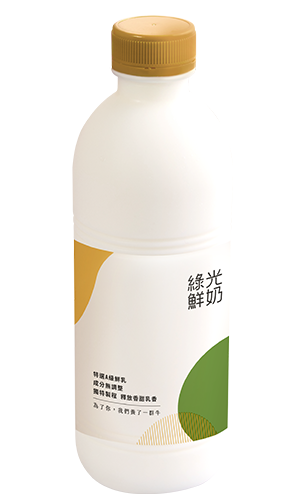 綠光
鮮奶
特選A級鮮乳
成分無調整
獨特製程 釋放香甜乳香
為了你，我們養了一群牛